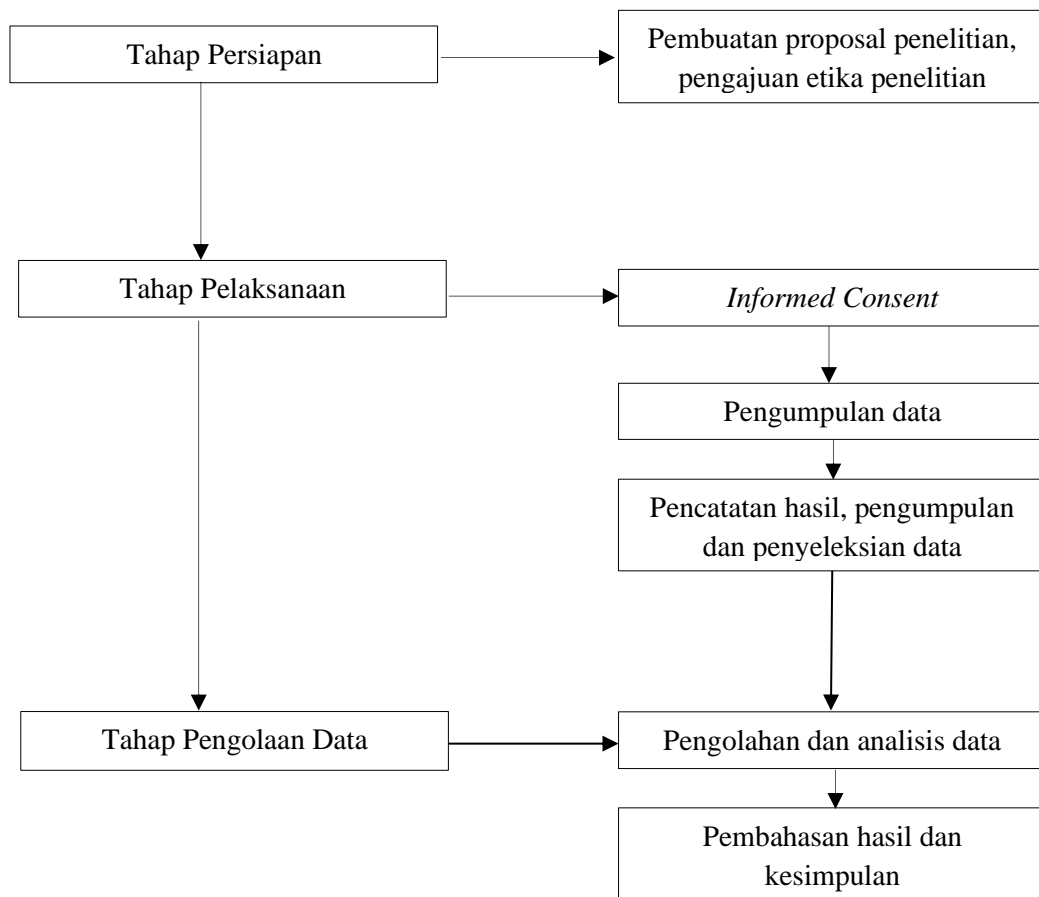 Tahap Persiapan
Pembuatan proposal penelitian,
pengajuan etika penelitian
Tahap Pelaksanaan
Informed Consent
Pengumpulan data
Pencatatan hasil, pengumpulan
dan penyeleksian data
Tahap Pengolaan Data
Pengolahan dan analisis data
Pembahasan hasil dan
kesimpulan